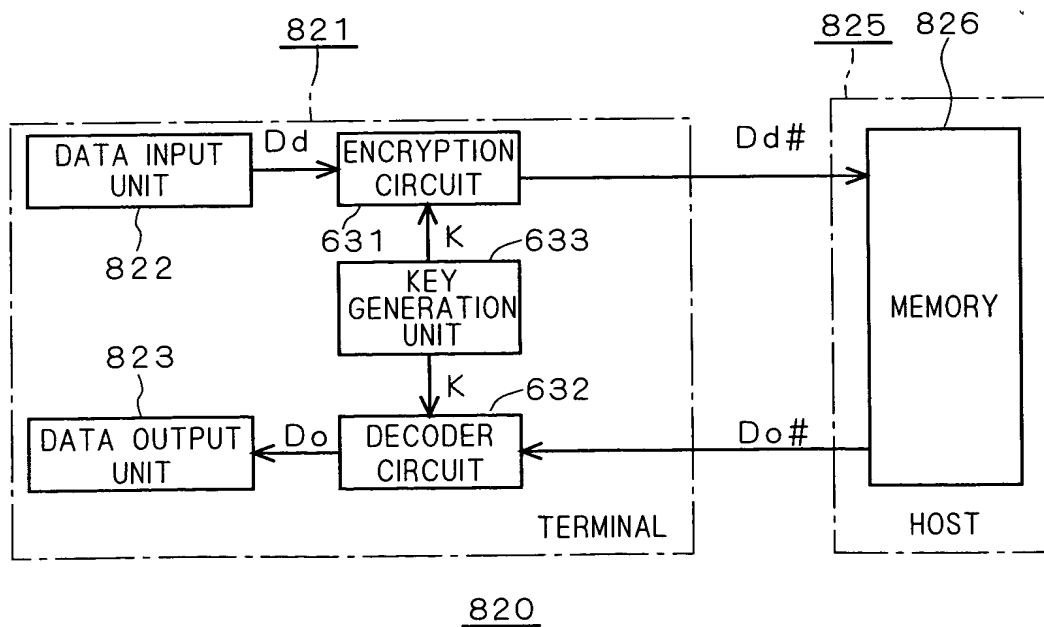 821
825
826
DATA INPUT
UNIT
Dd
ENCRYPTION
CIRCUIT
Dd#
822
631
K
633
KEY
GENERATION
UNIT
MEMORY
823
K
632
DATA OUTPUT
UNIT
Do
DECODER
CIRCUIT
Do#
TERMINAL
HOST
820